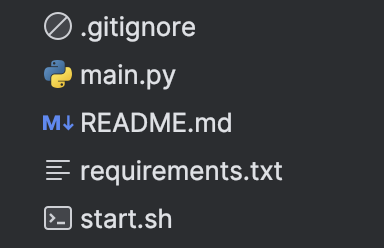 .gitignore
main.py
M↓ README.md
requirements.txt
start.sh